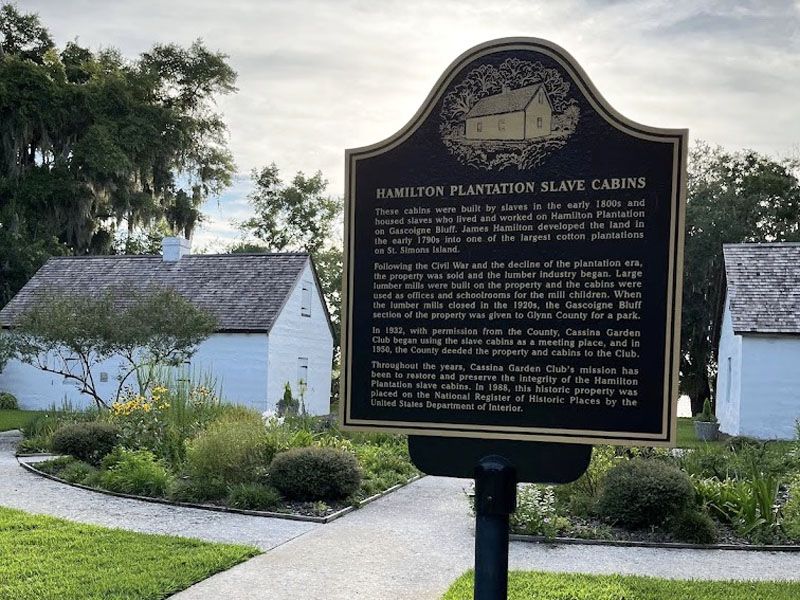 HAMILTON PLANTATION SLAVE CABINS
These cabins were built by slaves in the early 1800s and
housed slaves who lived and worked on Hamilton Plantation
on Gascoigne Bluff. James Hamilton developed the land in
the early 1790s into one of the largest cotton plantations
on St. Simons Island.
Following the Civil War and the decline of the plantation era,
the property was sold and the lumber industry began. Large
lumber mills were built on the property and the cabins were
used as offices and schoolrooms for the mill children. When
the lumber mills closed in the 1920s, the Gascoigne Bluff
section of the property was given to Glynn County for a park.
In 1932, with permission from the County, Cassina Garden
Club began using the slave cabins as a meeting place, and in
1950, the County deeded the property and cabins to the Club.
Throughout the years, Cassina Garden Club's mission has
been to restore and preserve the integrity of the Hamilton
Plantation slave cabins. In 1988, this historic property was
placed on the National Register of Historic Places by the
United States Department of Interior.